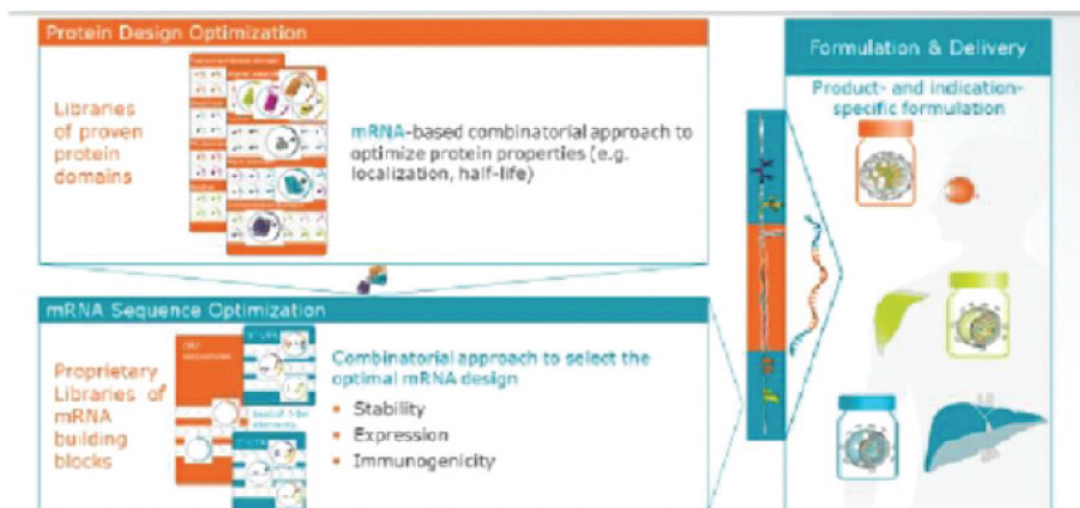 Protein Design Optimization
Libraries
of proven
protein
domains
mRNA-based combinatorial approach to
optimize protein properties (e.g.
localization, half-life)
mRNA Sequence Optimization
Proprietary
Libraries of
mRNA
building
blocks
Combinatorial approach to select the
optimal mRNA design
▪ Stability
▪ Expression
▪ Immunogenicity
Formulation & Delivery
Product- and indication-
specific formulation